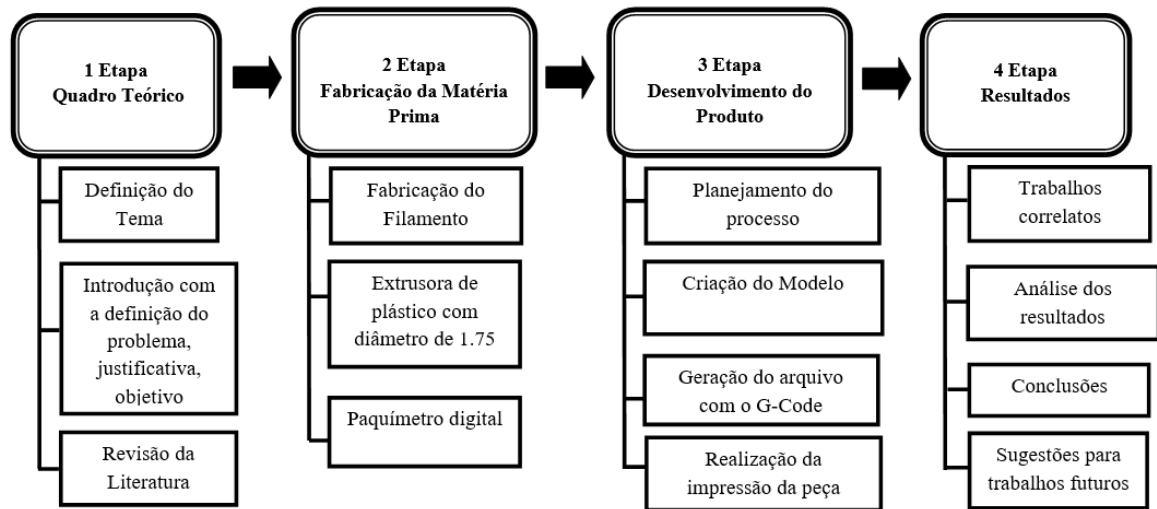 1 Etapa
Quadro Teórico
Definição do
Tema
Introdução com
a definição do
problema,
justificativa,
objetivo
Revisão da
Literatura
2 Etapa
Fabricação da Matéria
Prima
Fabricação do
Filamento
Extrusora de
plástico com
diâmetro de 1.75
Paquímetro digital
3 Etapa
Desenvolvimento do
Produto
Planejamento do
processo
Criação do Modelo
Geração do arquivo
com o G-Code
Realização da
impressão da peça
4 Etapa
Resultados
Trabalhos
correlatos
Análise dos
resultados
Conclusões
Sugestões para
trabalhos futuros